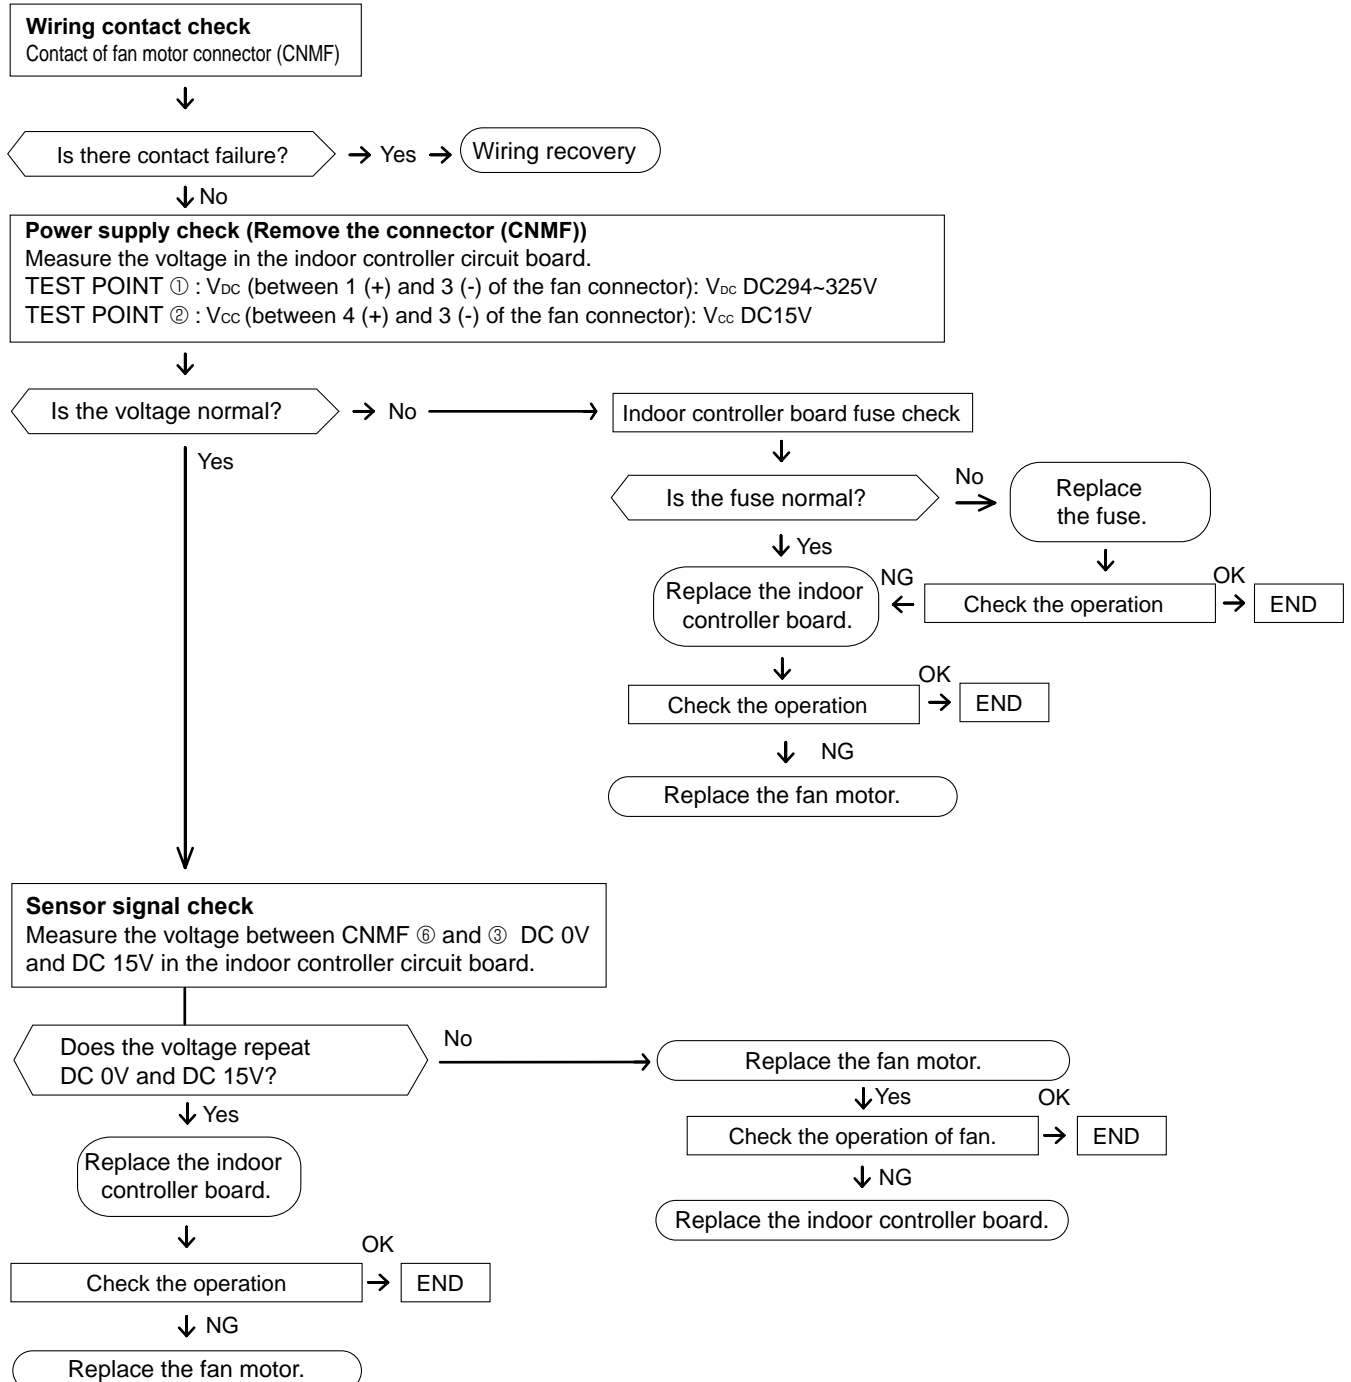 Wiring contact check
Contact of fan motor connector (CNMF)
Is there contact failure?
Yes
Wiring recovery
No
Power supply check (Remove the connector (CNMF))
Measure the voltage in the indoor controller circuit board.
TEST POINT ① : VDC (between 1 (+) and 3 (-) of the fan connector): VDC DC294~325V
TEST POINT ② : VCC (between 4 (+) and 3 (-) of the fan connector): VCC DC15V
Is the voltage normal?
No
Indoor controller board fuse check
Yes
Is the fuse normal?
No
Replace
the fuse.
Yes
Replace the indoor
controller board.
NG
Check the operation
OK
END
Check the operation
OK
END
NG
Replace the fan motor.
Sensor signal check
Measure the voltage between CNMF ⑥ and ③ DC 0V
and DC 15V in the indoor controller circuit board.
Does the voltage repeat
DC 0V and DC 15V?
No
Replace the fan motor.
Yes
OK
Check the operation of fan.
END
NG
Replace the indoor controller board.
Yes
Replace the indoor
controller board.
OK
Check the operation
END
NG
Replace the fan motor.